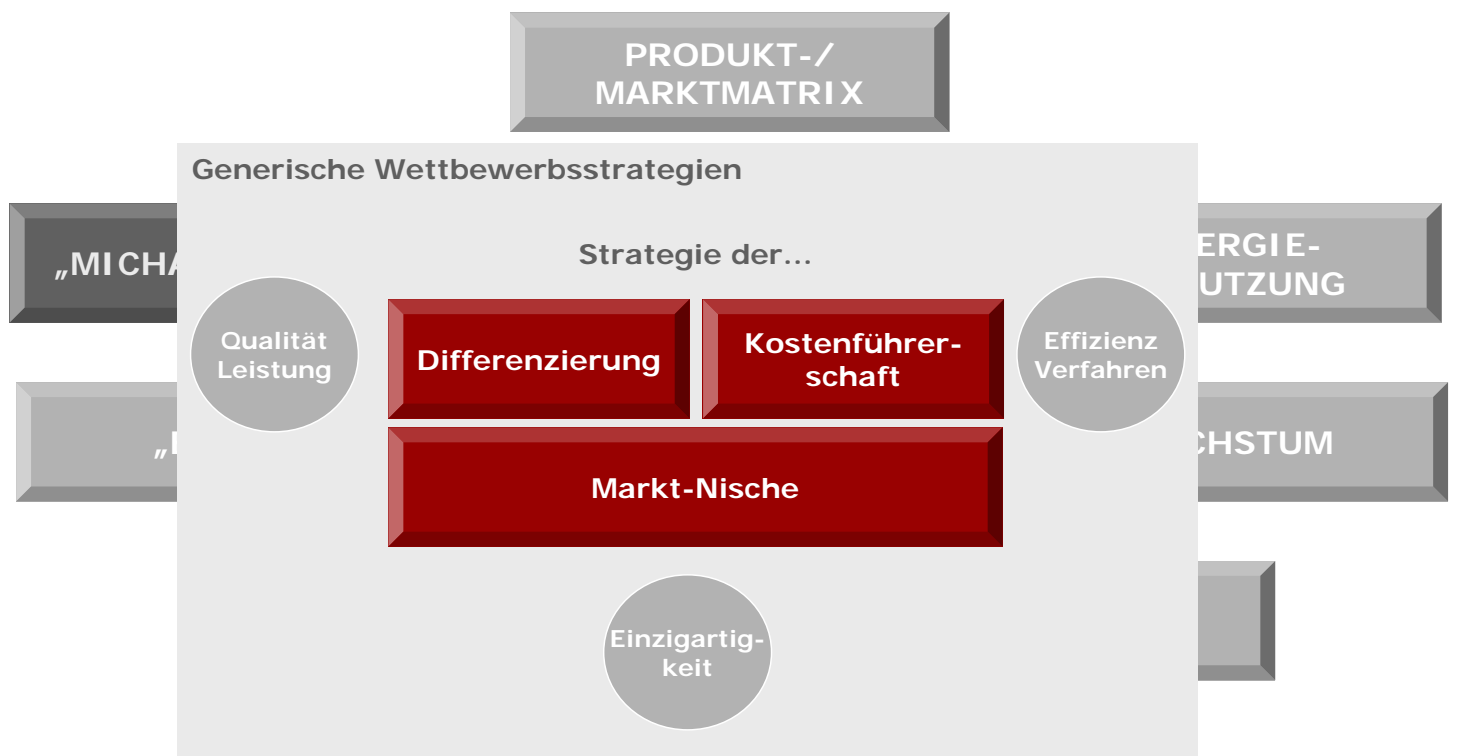 PRODUKT-/
MARKTMATRIX
Generische Wettbewerbsstrategien
„MICHA
Strategie der...
ERGIE-
UTZUNG
Qualität
Leistung
Differenzierung
Kostenführer-
schaft
Effizienz
Verfahren
CHSTUM
Markt-Nische
Einzigartig-
keit